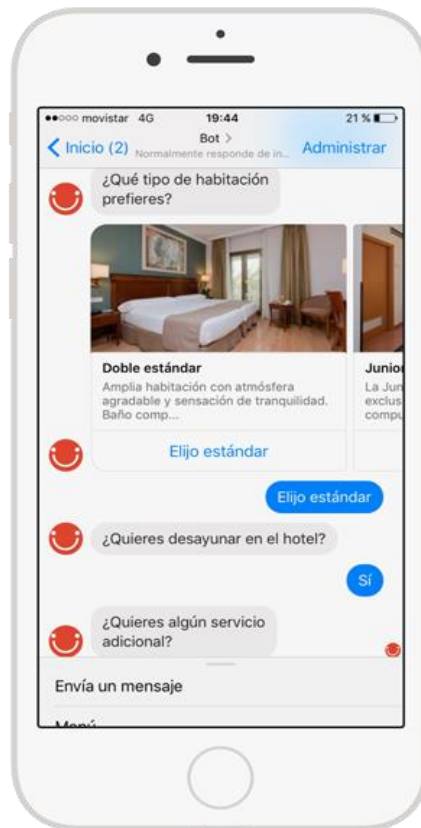 movistar 4G 19:44 21 %
Inicio (2) Bot > Administrar
Normalmente responde de in...
¿Qué tipo de habitación
prefieres?
Doble estándar
Amplia habitación con atmósfera
agradable y sensación de tranquilidad.
Baño comp...
Elijo estándar
Junior
La Jun
exclus
compu
Elijo estándar
¿Quieres desayunar en el hotel?
Sí
¿Quieres algún servicio
adicional?
Envía un mensaje
Menú